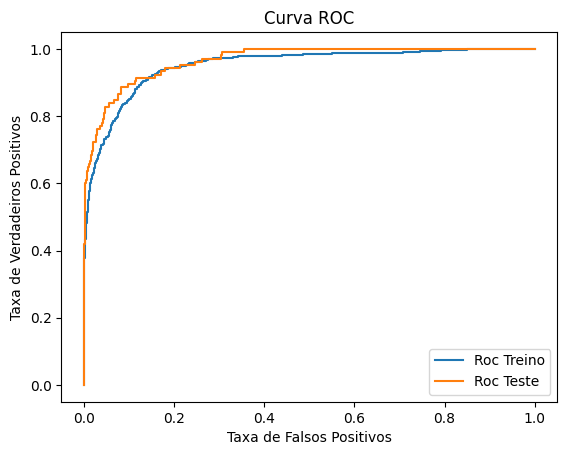 Curva ROC
1.0
0.8
0.6
0.4
0.2
0.0
Taxa de Verdadeiros Positivos
0.0 0.2 0.4 0.6 0.8 1.0
Taxa de Falsos Positivos
Roc Treino
Roc Teste